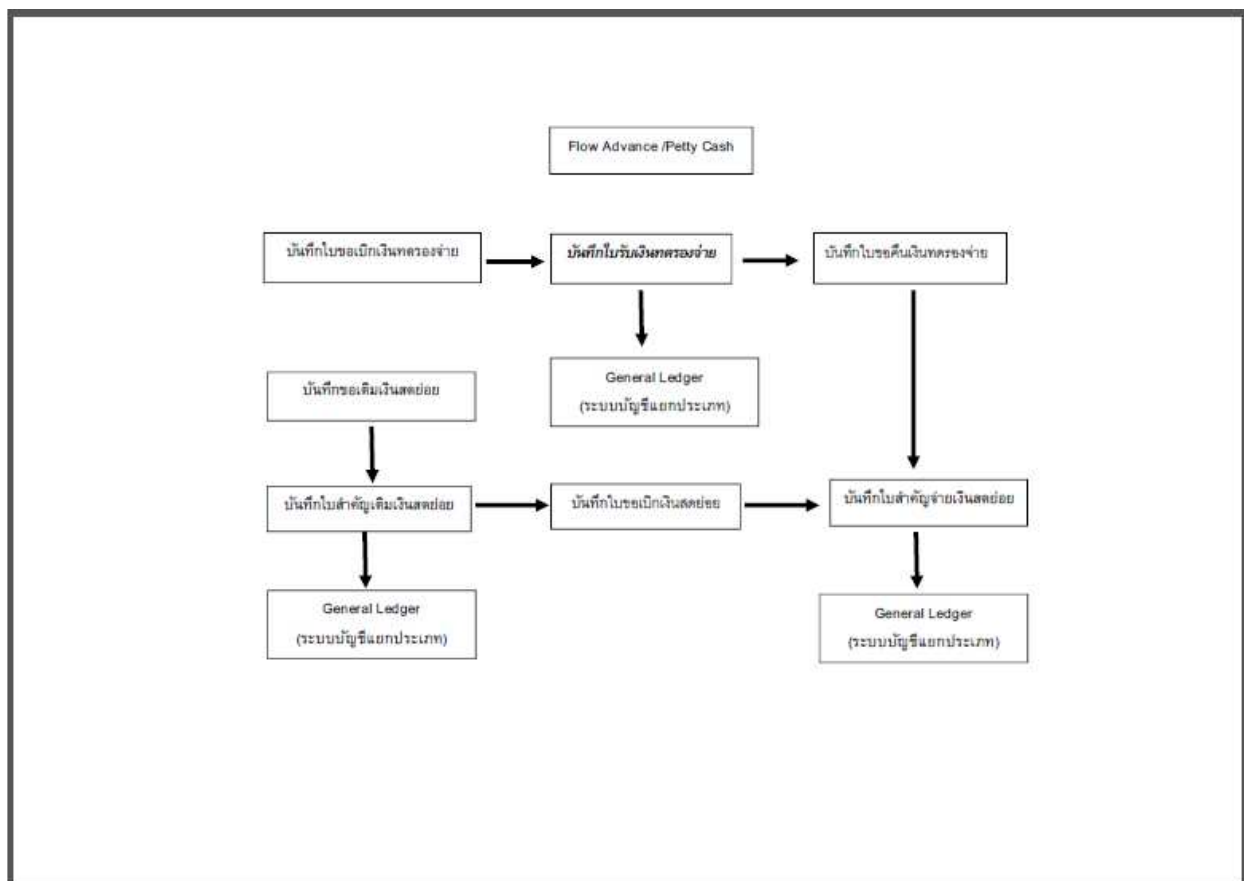 Flow Advance /Petty Cash
บันทึกใบขอเบิกเงินทดรองจ่าย
บันทึกใบรับเงินทดรองจ่าย
บันทึกใบขอคืนเงินทดรองจ่าย
General Ledger
(ระบบบัญชีแยกประเภท)
บันทึกขอเติมเงินสดย่อย
บันทึกใบสำคัญเติมเงินสดย่อย
บันทึกใบขอเบิกเงินสดย่อย
บันทึกใบสำคัญจ่ายเงินสดย่อย
General Ledger
(ระบบบัญชีแยกประเภท)
General Ledger
(ระบบบัญชีแยกประเภท)